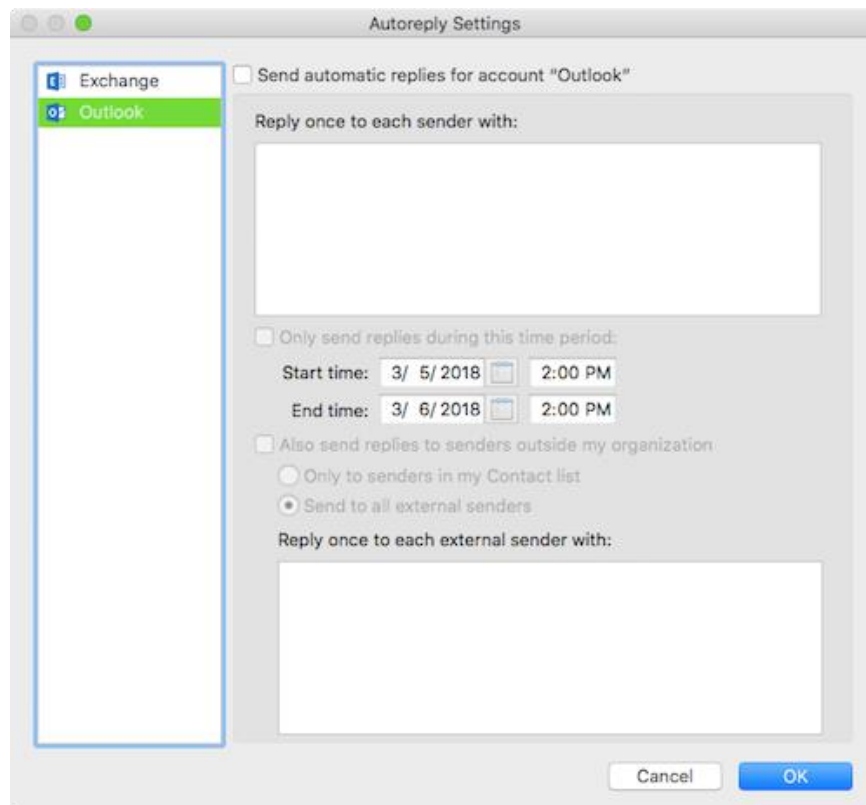 Autoreply Settings
Exchange
Outlook
Send automatic replies for account “Outlook”
Reply once to each sender with:
Only send replies during this time period:
Start time: 3/ 5/2018 2:00 PM
End time: 3/ 6/2018 2:00 PM
Also send replies to senders outside my organization
Only to senders in my Contact list
Send to all external senders
Reply once to each external sender with:
Cancel OK